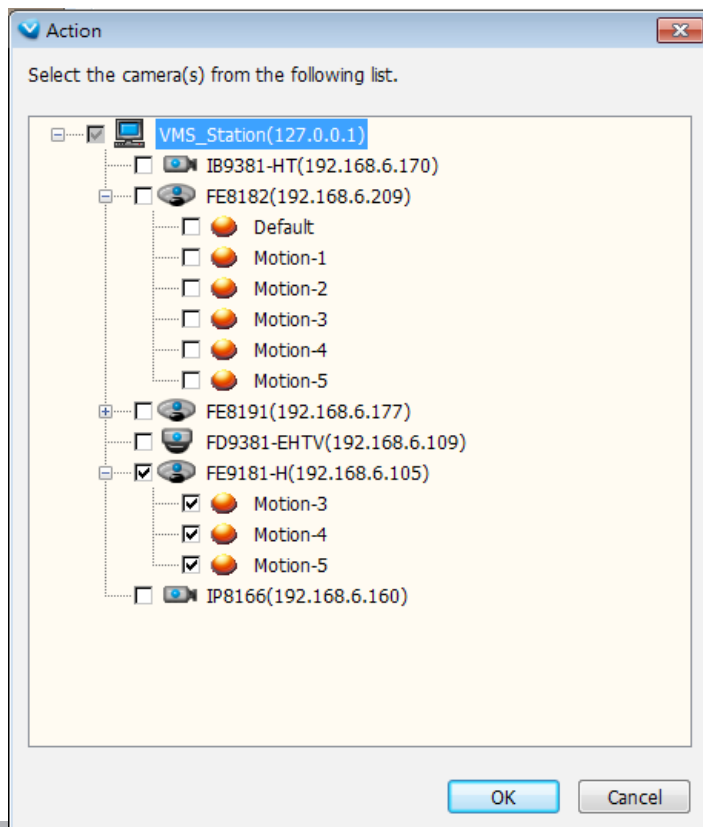 Action
Select the camera(s) from the following list.
VMS_Station(127.0.0.1)
IB9381-HT(192.168.6.170)
FE8182(192.168.6.209)
Default
Motion-1
Motion-2
Motion-3
Motion-4
Motion-5
FE8191(192.168.6.177)
FD9381-EHTV(192.168.6.109)
FE9181-H(192.168.6.105)
Motion-3
Motion-4
Motion-5
IP8166(192.168.6.160)
OK Cancel